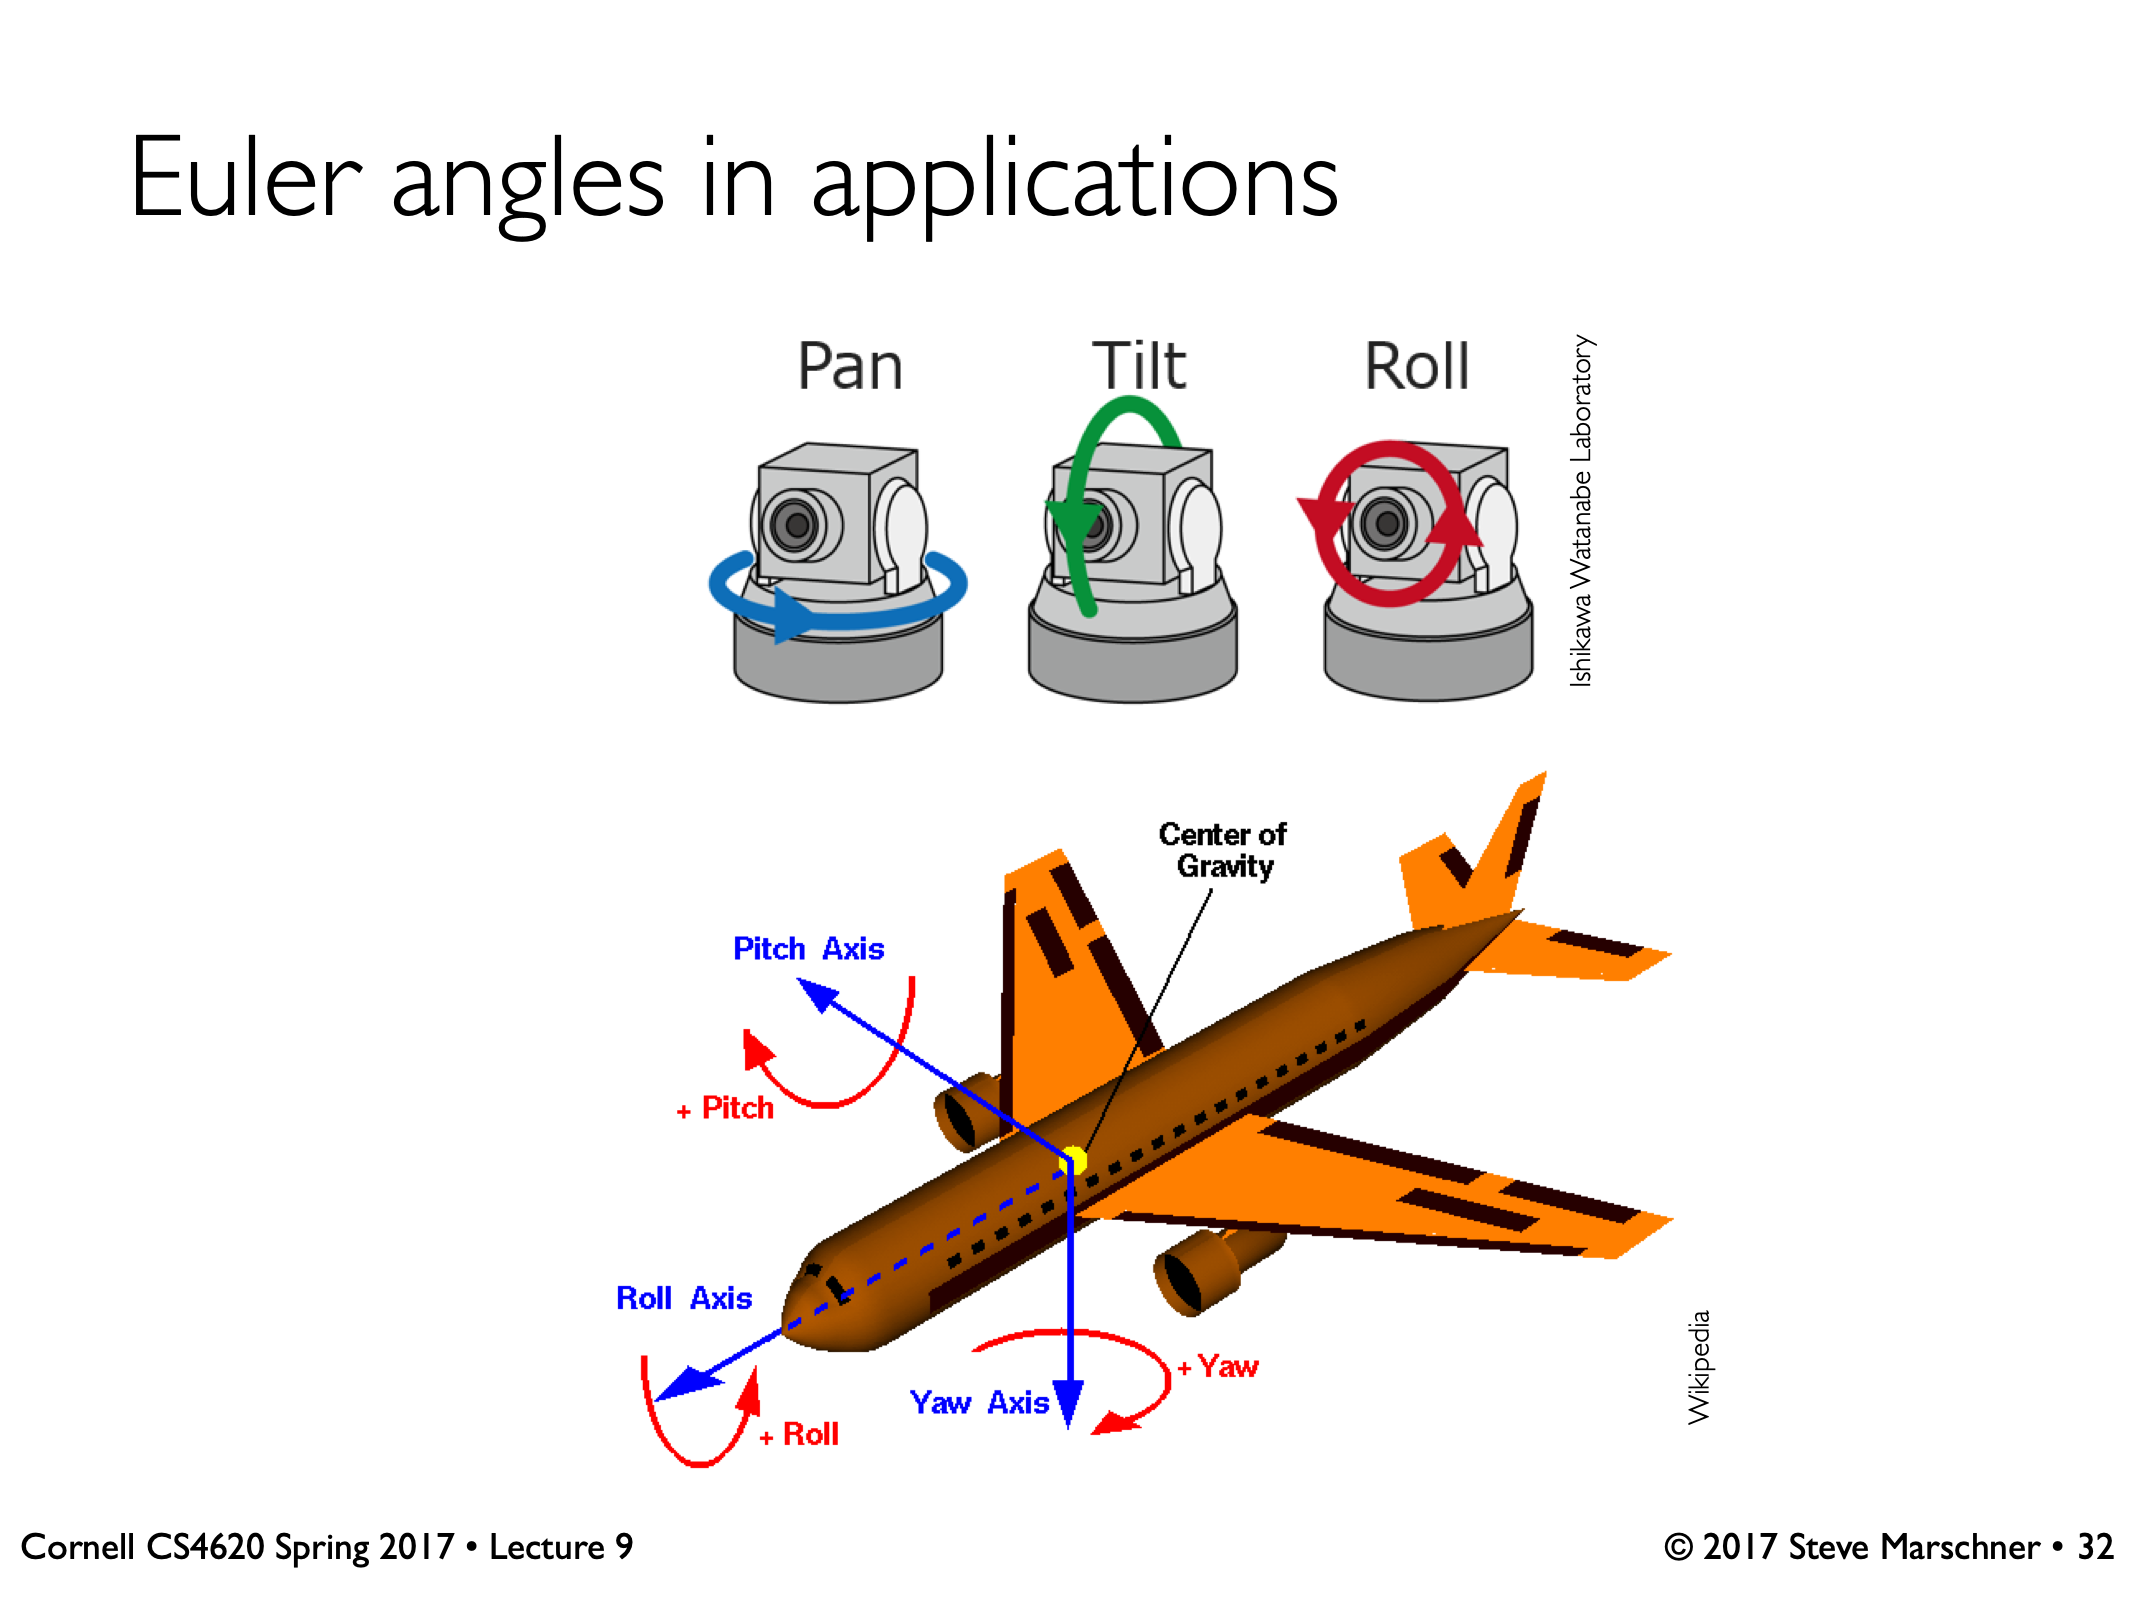 Euler angles in applications
Pan
Tilt
Roll
Ishikawa Watanabe Laboratory
Center of
Gravity
Pitch Axis
+ Pitch
Roll Axis
+ Roll
Yaw Axis
+ Yaw
Wikipedia
Cornell CS4620 Spring 2017 • Lecture 9
© 2017 Steve Marschner • 32